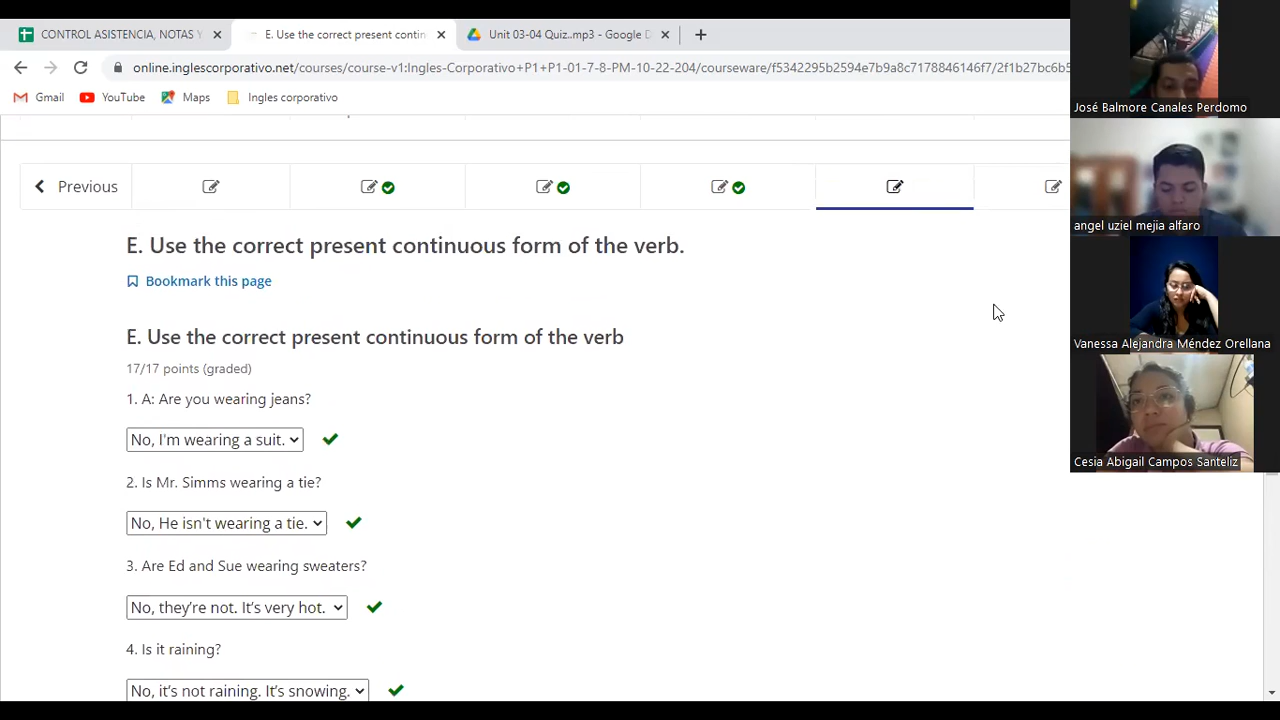 CONTROL ASISTENCIA, NOTAS Y
E. Use the correct present contin
Unit 03-04 Quiz..mp3 - Google D
online.inglescorporativo.net/courses/course-v1:Ingles-Corporativo+P1+P1-01-7-8-PM-10-22-204/courseware/f5342295b2594e7b9a8c7178846146f7/2f1b27bc6b5
Gmail
YouTube
Maps
Ingles corporativo
Previous
E. Use the correct present continuous form of the verb.
Bookmark this page
E. Use the correct present continuous form of the verb
17/17 points (graded)
1. A: Are you wearing jeans?
No, I'm wearing a suit.
2. Is Mr. Simms wearing a tie?
No, He isn't wearing a tie.
3. Are Ed and Sue wearing sweaters?
No, they're not. It's very hot.
4. Is it raining?
No, it's not raining. It's snowing.
José Balmore Canales Perdomo
angel uziel mejia alfaro
Vanessa Alejandra Méndez Orellana
Cesia Abigail Campos Santeliz